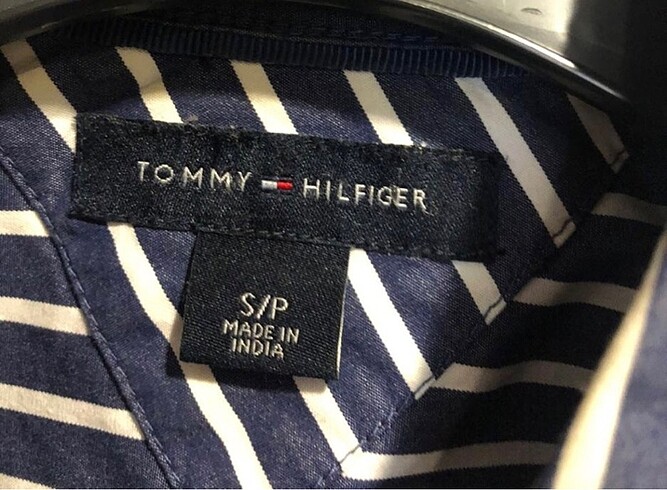 TOMMY HILFIGER
S/P
MADE IN
INDIA